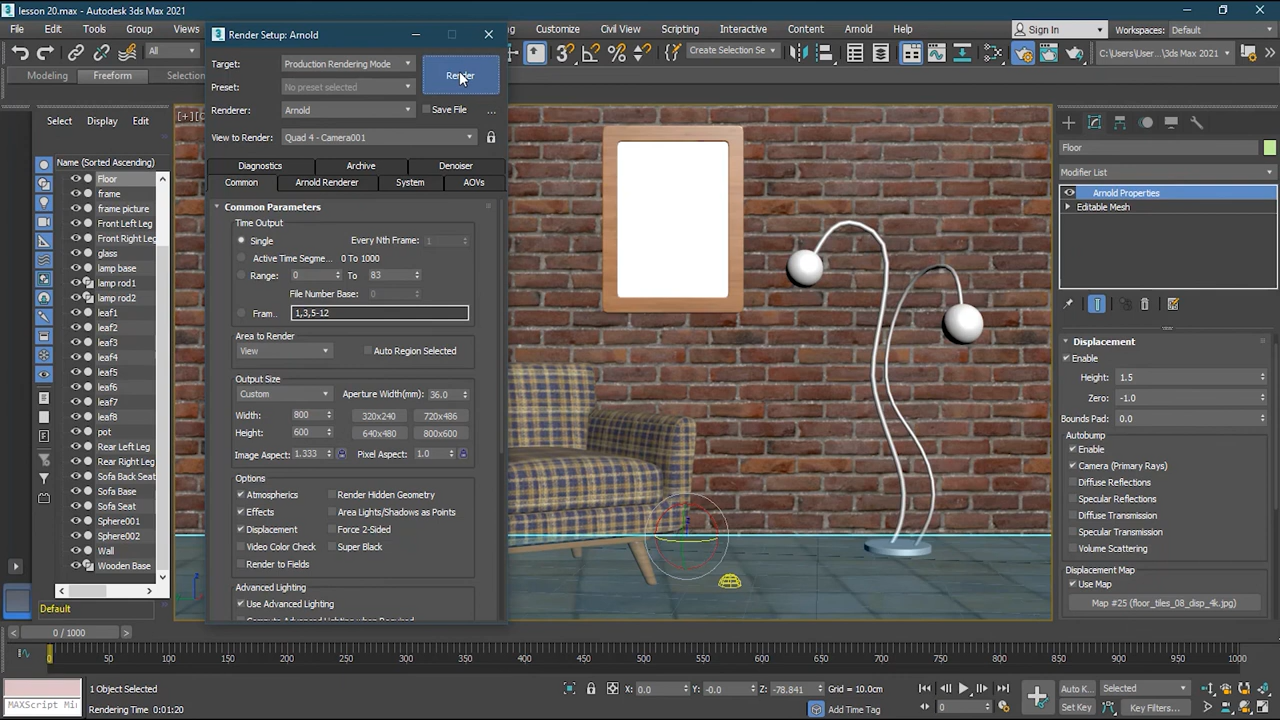 lesson 20.max - Autodesk 3ds Max 2021
File Edit Tools Group Views Customize Scripting Civil View Substance Arnold Help Sign In Workspaces: Default
All Create Selection Se C:\Users\User...\3ds Max 2021
Modeling Freeform Selection
Render Setup: Arnold
Target: Production Rendering Mode
Preset: No preset selected
Render
Renderer: Arnold Save File ...
View to Render: Quad 4 - Camera001
Diagnostics Archive Denoiser
Common Arnold Renderer System AOVs
Common Parameters
Time Output
Single Every Nth Frame: 1
Active Time Segme... 0 To 1000
Range: 0 To 83
File Number Base: 0
Fram.. 1,3,5-12
Area to Render
View Auto Region Selected
Output Size
Custom Aperture Width(mm): 36.0
Width: 800 320x240 720x486
Height: 600 640x480 800x600
Image Aspect: 1.333 Pixel Aspect: 1.0
Options
Atmospherics Render Hidden Geometry
Effects Area Lights/Shadows as Points
Displacement Force 2-Sided
Video Color Check Super Black
Render to Fields
Advanced Lighting
Use Advanced Lighting
Compute Advanced Lighting when Required
Select Display Edit
Name (Sorted Ascending)
Floor
frame
frame picture
Front Left Leg
Front Right Leg
glass
lamp base
lamp rod1
lamp rod2
leaf1
leaf2
leaf3
leaf4
leaf5
leaf6
leaf7
leaf8
pot
Rear Left Leg
Rear Right Leg
Sofa Back Seat
Sofa Base
Sofa Seat
Sphere001
Sphere002
Wall
Wooden Base
Default
[+] [C
Floor
Modifier List
Arnold Properties
Editable Mesh
Displacement
Enable
Height: 1.5
Zero: -1.0
Bounds Pad: 0.0
Autobump
Enable
Camera (Primary Rays)
Diffuse Reflections
Specular Reflections
Diffuse Transmission
Specular Transmission
Volume Scattering
Displacement Map
Use Map
Map #25 (floor_tiles_08_disp_4k.jpg)
0 / 1000
0 50 100 150 200 250 300 350 400 450 500 550 600 650 700 750 800 850 900 950 1000
1 Object Selected X: 0.0 Y: -0.0 Z: -78.841 Grid = 10.0cm Auto K... Selected
MAXScript Mi Rendering Time 0:01:20 Add Time Tag 0 Set Key Key Filters...